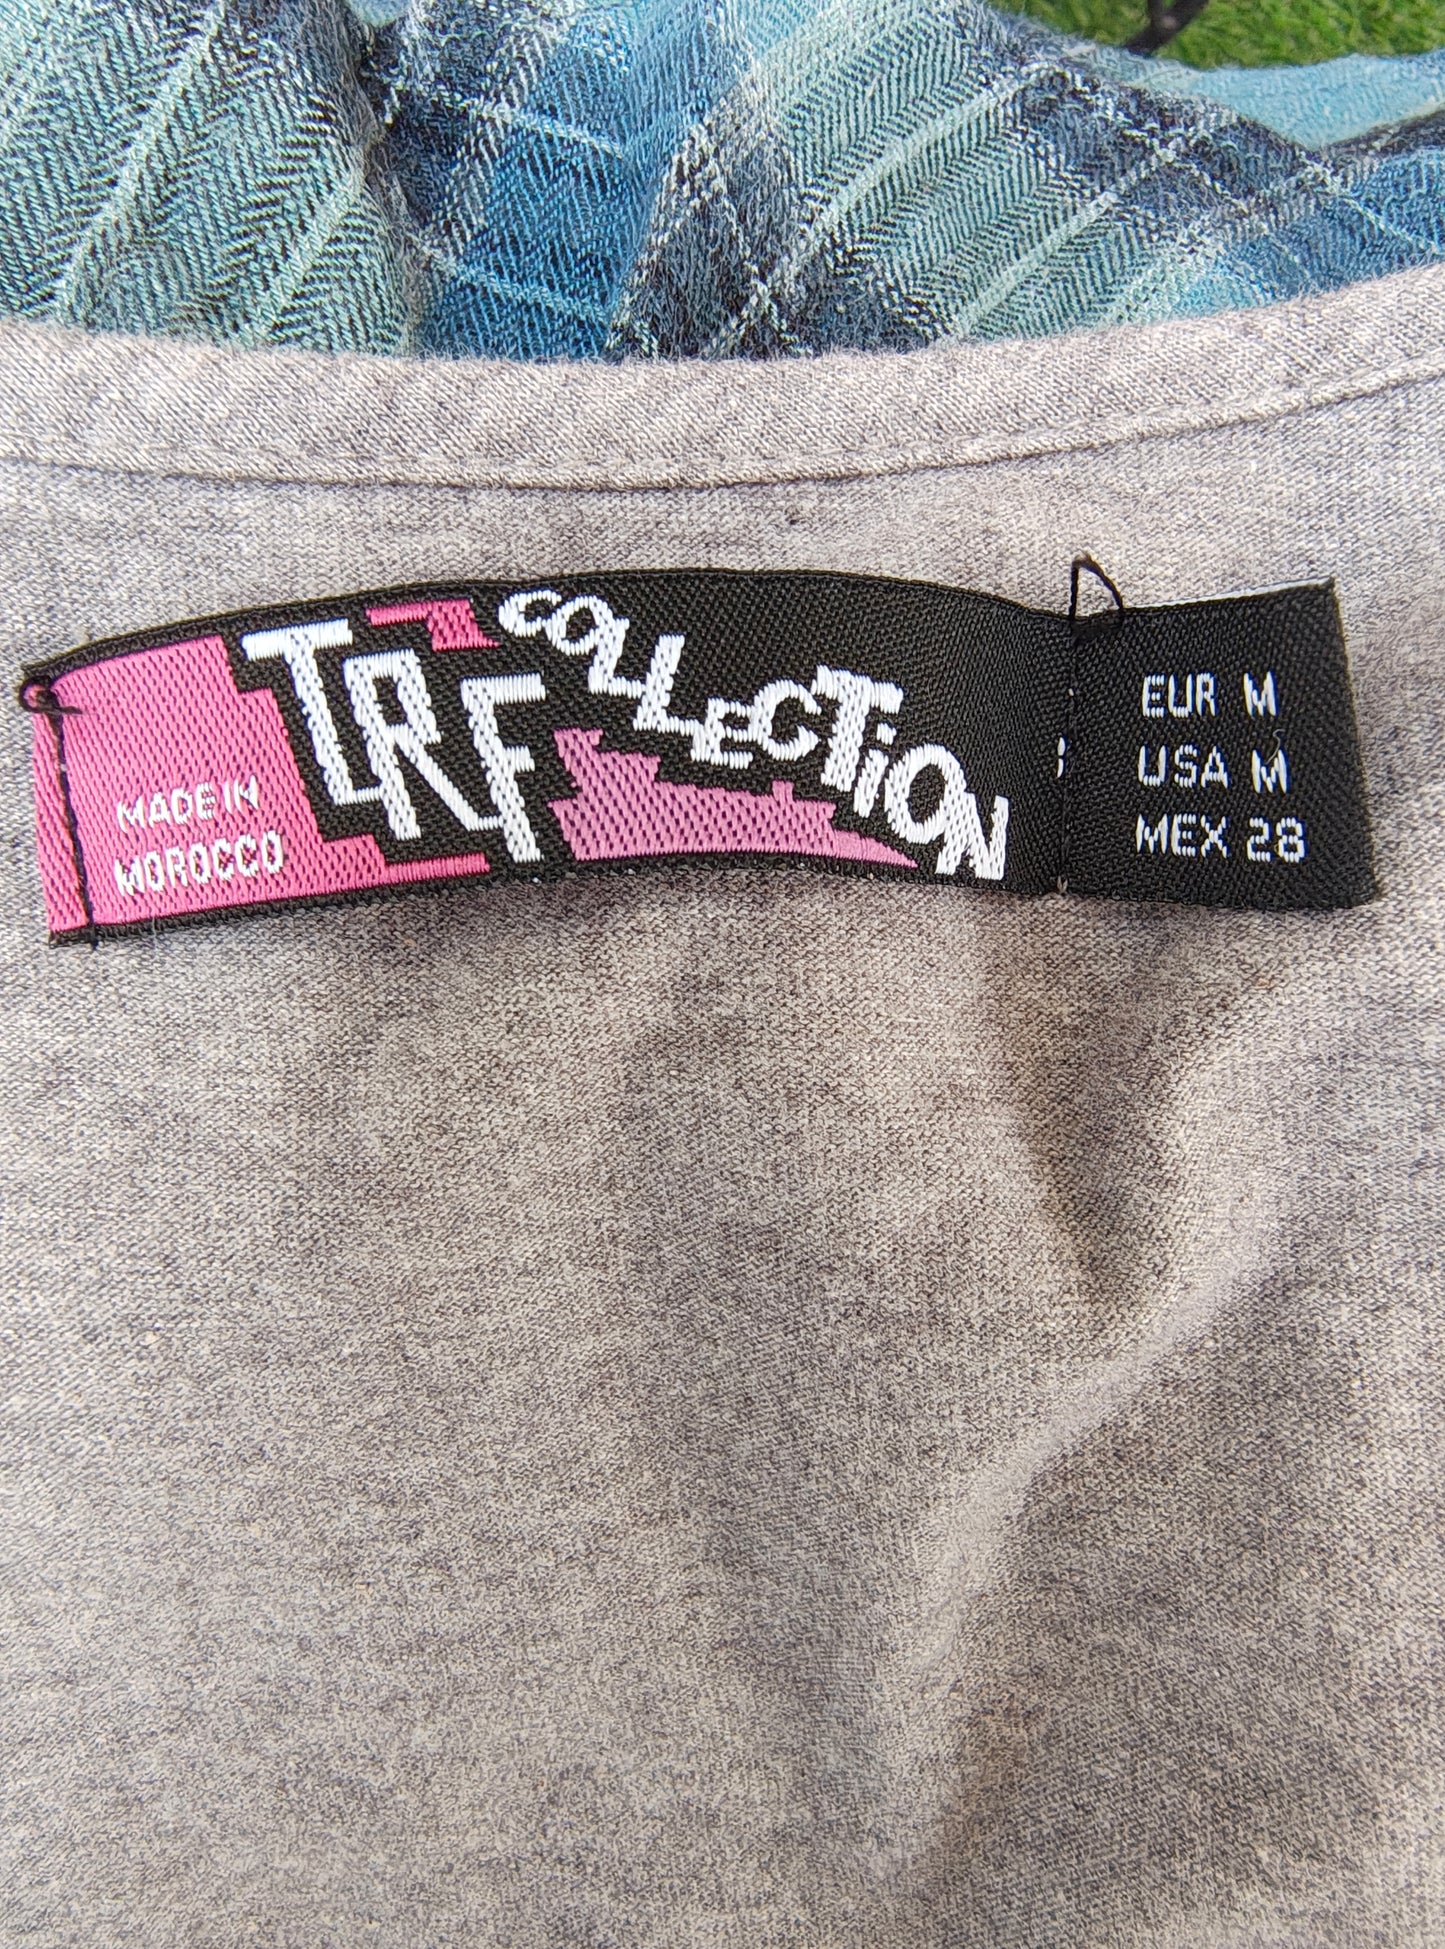 MADE IN
MOROCCO
TRF COLLECTION
EUR M
USA M
MEX 28